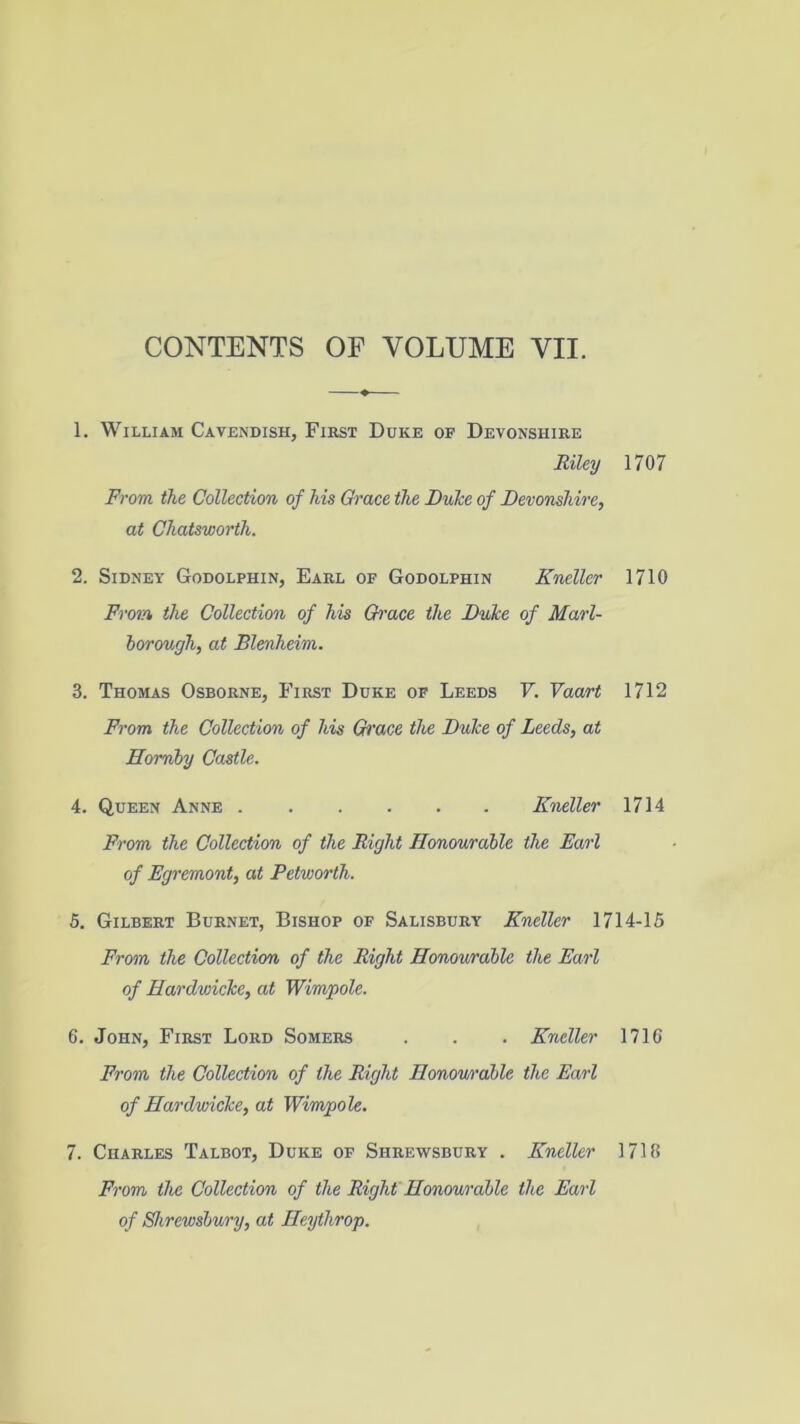 CONTENTS OF VOLUME VII.
1. William Cavendish, First Duke of Devonshire
Riley 1707
From the Collection of his Grace the Duke of Devonshire,
at Chatsworth.
2. Sidney Godolphin, Earl of Godolphin Kneller 1710
From the Collection of his Grace the Duke of Marl-
borough, at Blenheim.
3. Thomas Osborne, First Duke of Leeds V. Vaart 1712
From the Collection of his Grace the Duke of Leeds, at
Hornby Castle.
4. Queen Anne . . . . . . Kneller 1714
From the Collection of the Right Honourable the Earl
of Egremont, at Petworth.
5. Gilbert Burnet, Bishop of Salisbury Kneller 1714-15
From the Collection of the Right Honourable the Earl
of Hardwicke, at Wimpole.
6. John, First Lord Somers . . . Kneller 1716
From the Collection of the Right Honourable the Earl
of Hardwicke, at Wimpole.
7. Charles Talbot, Duke of Shrewsbury . Kneller 1718
From the Collection of the Right Honourable the Earl
of Shrewsbury, at Heythrop.